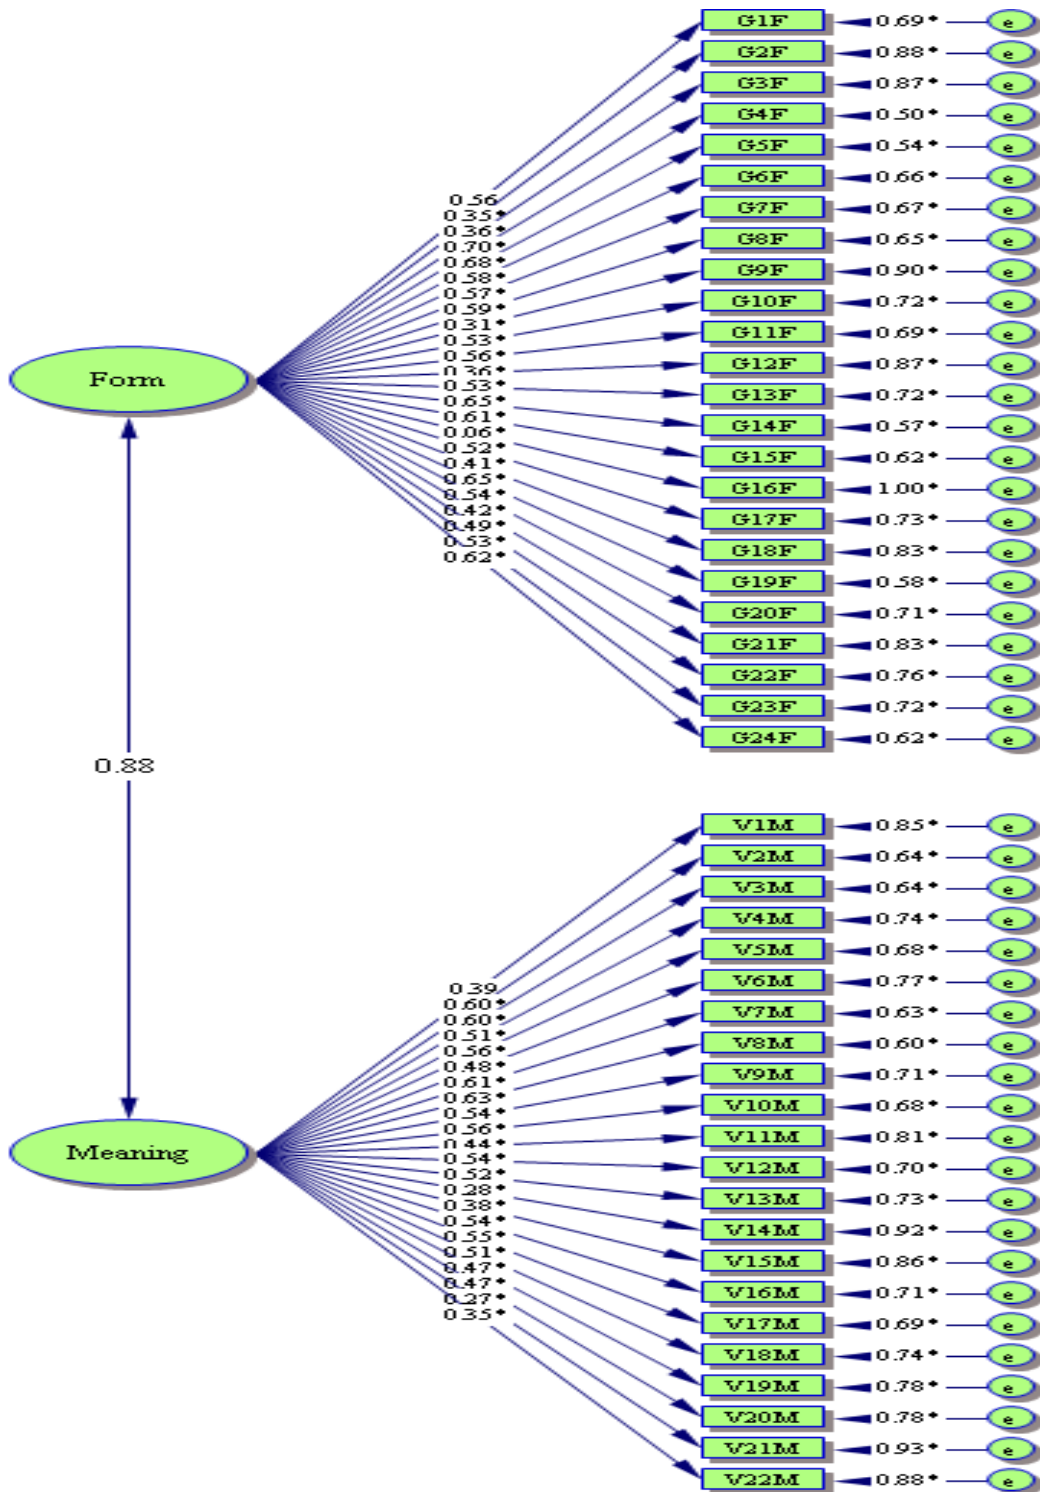 G1F 0.69* e
G2F 0.88* e
G3F 0.87* e
G4F 0.50* e
G5F 0.54* e
G6F 0.66* e
G7F 0.67* e
G8F 0.65* e
G9F 0.90* e
G10F 0.72* e
G11F 0.69* e
G12F 0.87* e
G13F 0.72* e
G14F 0.57* e
G15F 0.62* e
G16F 1.00* e
G17F 0.73* e
G18F 0.83* e
G19F 0.58* e
G20F 0.71* e
G21F 0.83* e
G22F 0.76* e
G23F 0.72* e
G24F 0.62* e
0.56
0.35*
0.36*
0.70*
0.68*
0.58*
0.57*
0.59*
0.31*
0.53*
0.56*
0.36*
0.53*
0.65*
0.61*
0.06*
0.52*
0.41*
0.65*
0.54*
0.42*
0.49*
0.53*
0.62*
Form
0.88
Meaning
V1M 0.85* e
V2M 0.64* e
V3M 0.64* e
V4M 0.74* e
V5M 0.68* e
V6M 0.77* e
V7M 0.63* e
V8M 0.60* e
V9M 0.71* e
V10M 0.68* e
V11M 0.81* e
V12M 0.70* e
V13M 0.73* e
V14M 0.92* e
V15M 0.86* e
V16M 0.71* e
V17M 0.69* e
V18M 0.74* e
V19M 0.78* e
V20M 0.78* e
V21M 0.93* e
V22M 0.88* e
0.39
0.60*
0.60*
0.51*
0.56*
0.48*
0.61*
0.63*
0.54*
0.56*
0.44*
0.54*
0.52*
0.28*
0.38*
0.54*
0.55*
0.51*
0.47*
0.47*
0.27*
0.35*